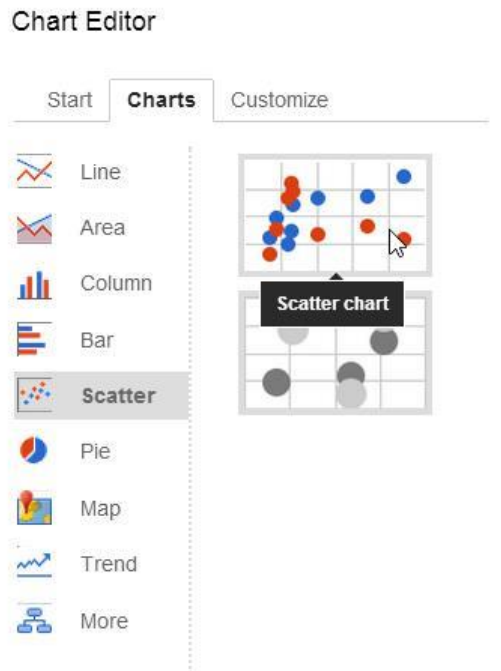 Chart Editor
Start Charts Customize
Line
Area
Column
Bar
Scatter
Pie
Map
Trend
More
Scatter chart